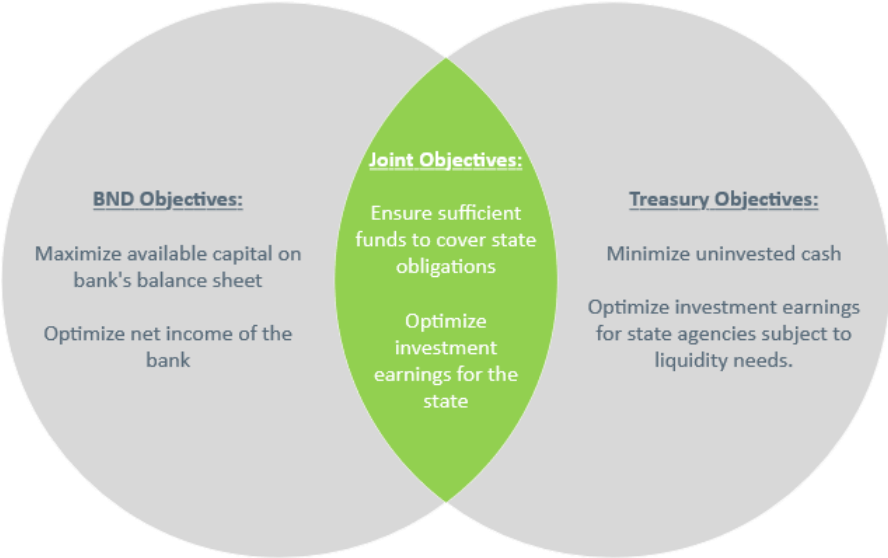 BND Objectives:
Maximize available capital on
bank's balance sheet
Optimize net income of the
bank
Joint Objectives:
Ensure sufficient
funds to cover state
obligations
Optimize
investment
earnings for the
state
Treasury Objectives:
Minimize uninvested cash
Optimize investment earnings
for state agencies subject to
liquidity needs.